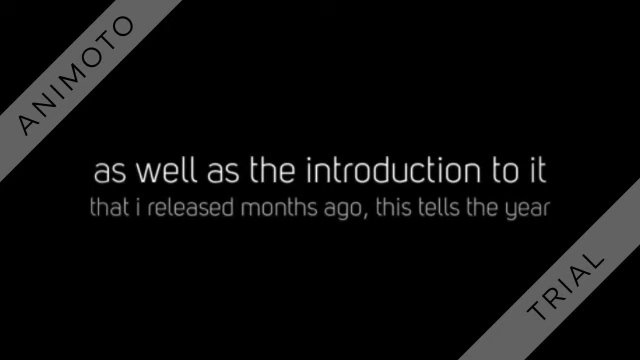 ANIMOTO
as well as the introduction to it
that i released months ago, this tells the year
TRIAL